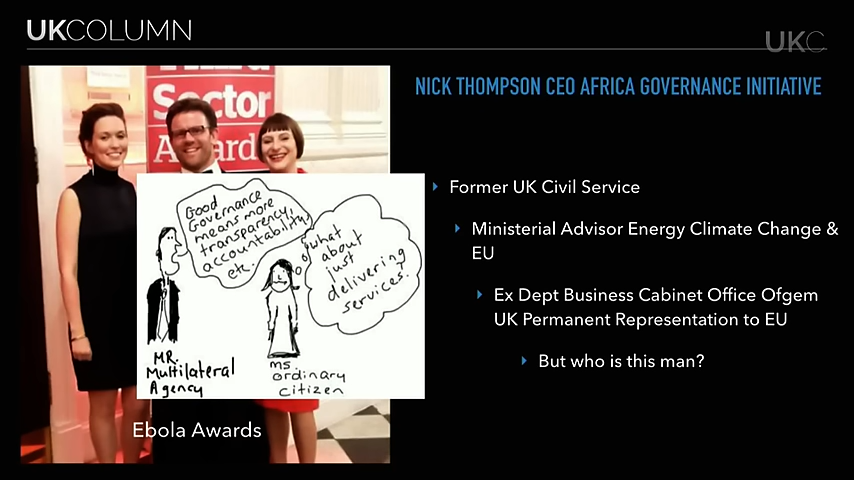 UKCOLUMN
UKC
NICK THOMPSON CEO AFRICA GOVERNANCE INITIATIVE
Third
Sector
Award
Good
Governance
means more
transparency,
accountability,
etc.
what
about
just
delivering
services?
MR.
Multilateral
Agency
ms.
ordinary
citizen
Ebola Awards
Former UK Civil Service
Ministerial Advisor Energy Climate Change &
EU
Ex Dept Business Cabinet Office Ofgem
UK Permanent Representation to EU
But who is this man?